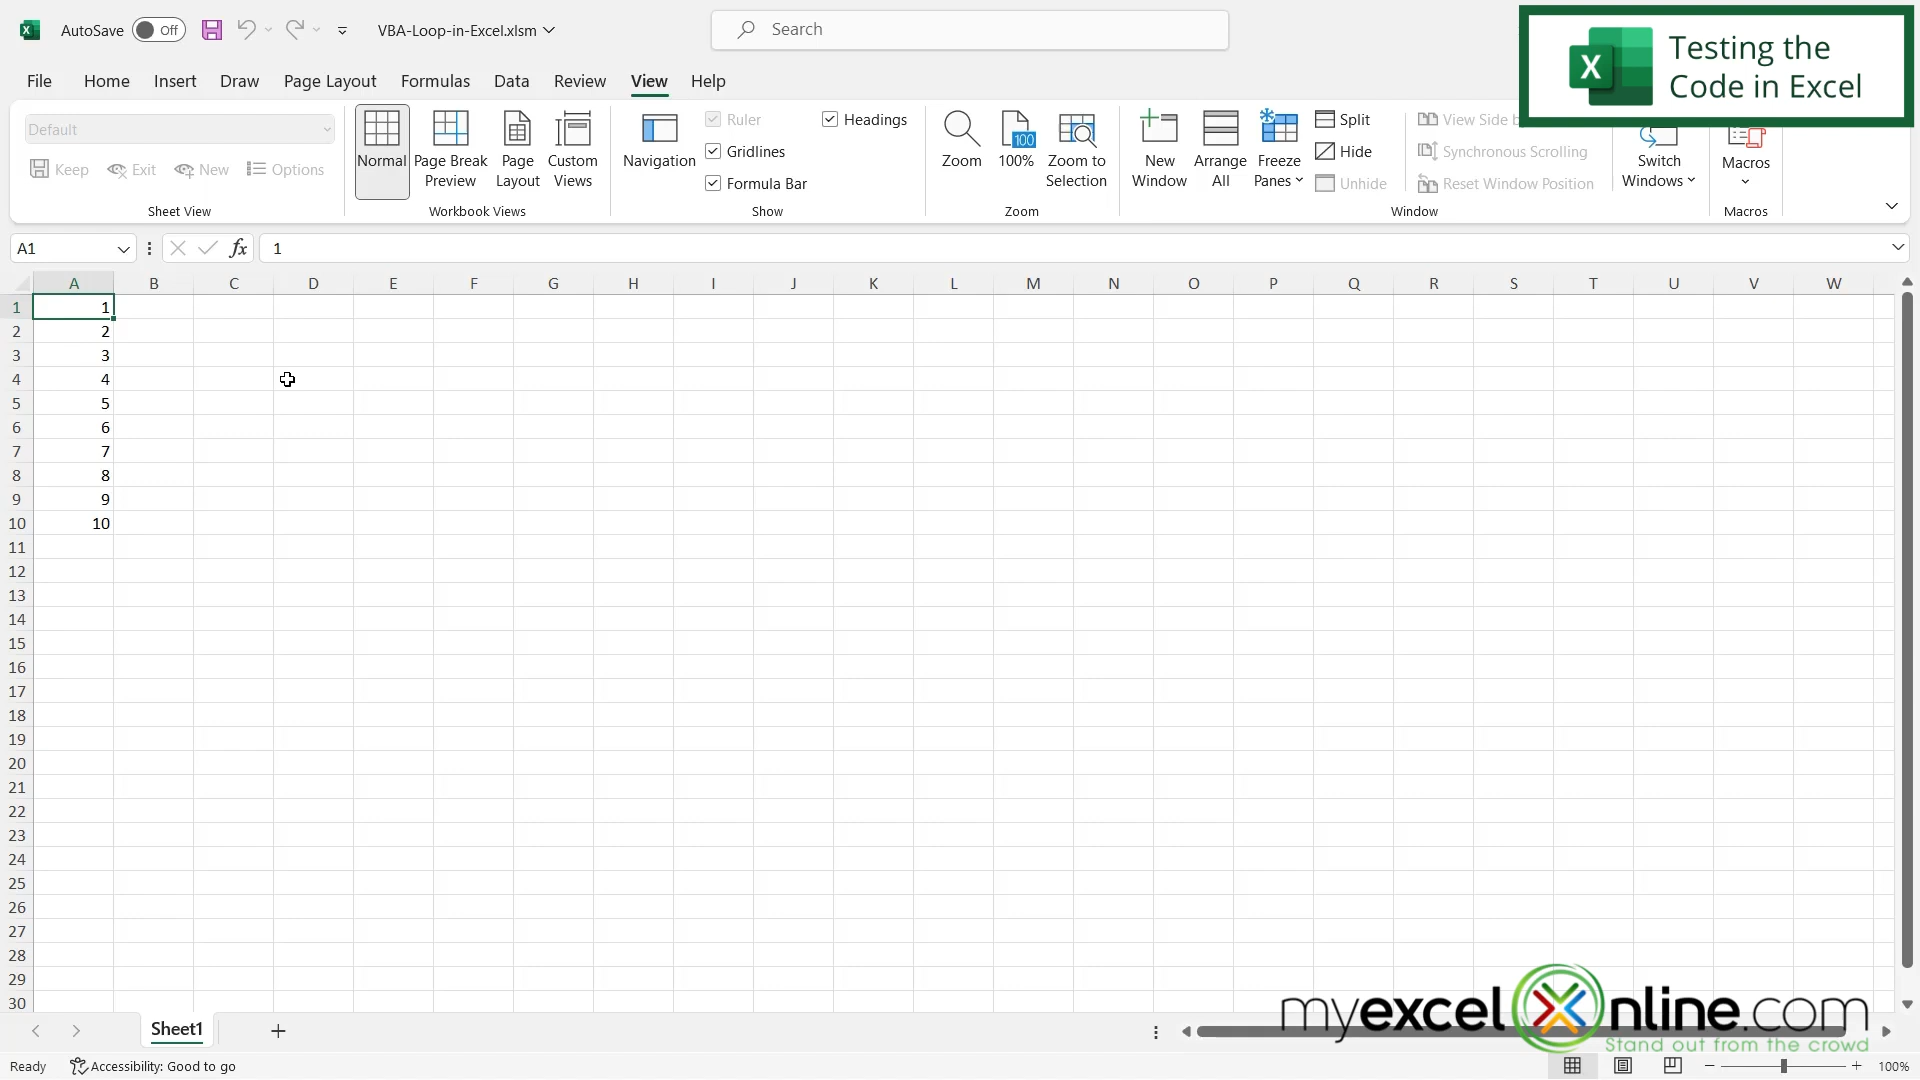 AutoSave Off VBA-Loop-in-Excel.xlsm Search
Testing the
Code in Excel
File Home Insert Draw Page Layout Formulas Data Review View Help
Default
Keep Exit New Options
Sheet View
Normal
Page Break
Preview
Page
Layout
Custom
Views
Workbook Views
Navigation
Ruler
Gridlines
Formula Bar
Headings
Show
Zoom
100
100%
Zoom to
Selection
Zoom
New
Window
Arrange
All
Freeze
Panes
Split
Hide
Unhide
View Side
Synchronous Scrolling
Reset Window Position
Switch
Windows
Window
Macros
Macros
A1 fx 1
A B C D E F G H I J K L M N O P Q R S T U V W
1 1
2 2
3 3
4 4
5 5
6 6
7 7
8 8
9 9
10 10
11
12
13
14
15
16
17
18
19
20
21
22
23
24
25
26
27
28
29
30
myexcelonline.com
Stand out from the crowd
Sheet1
Ready Accessibility: Good to go 100%